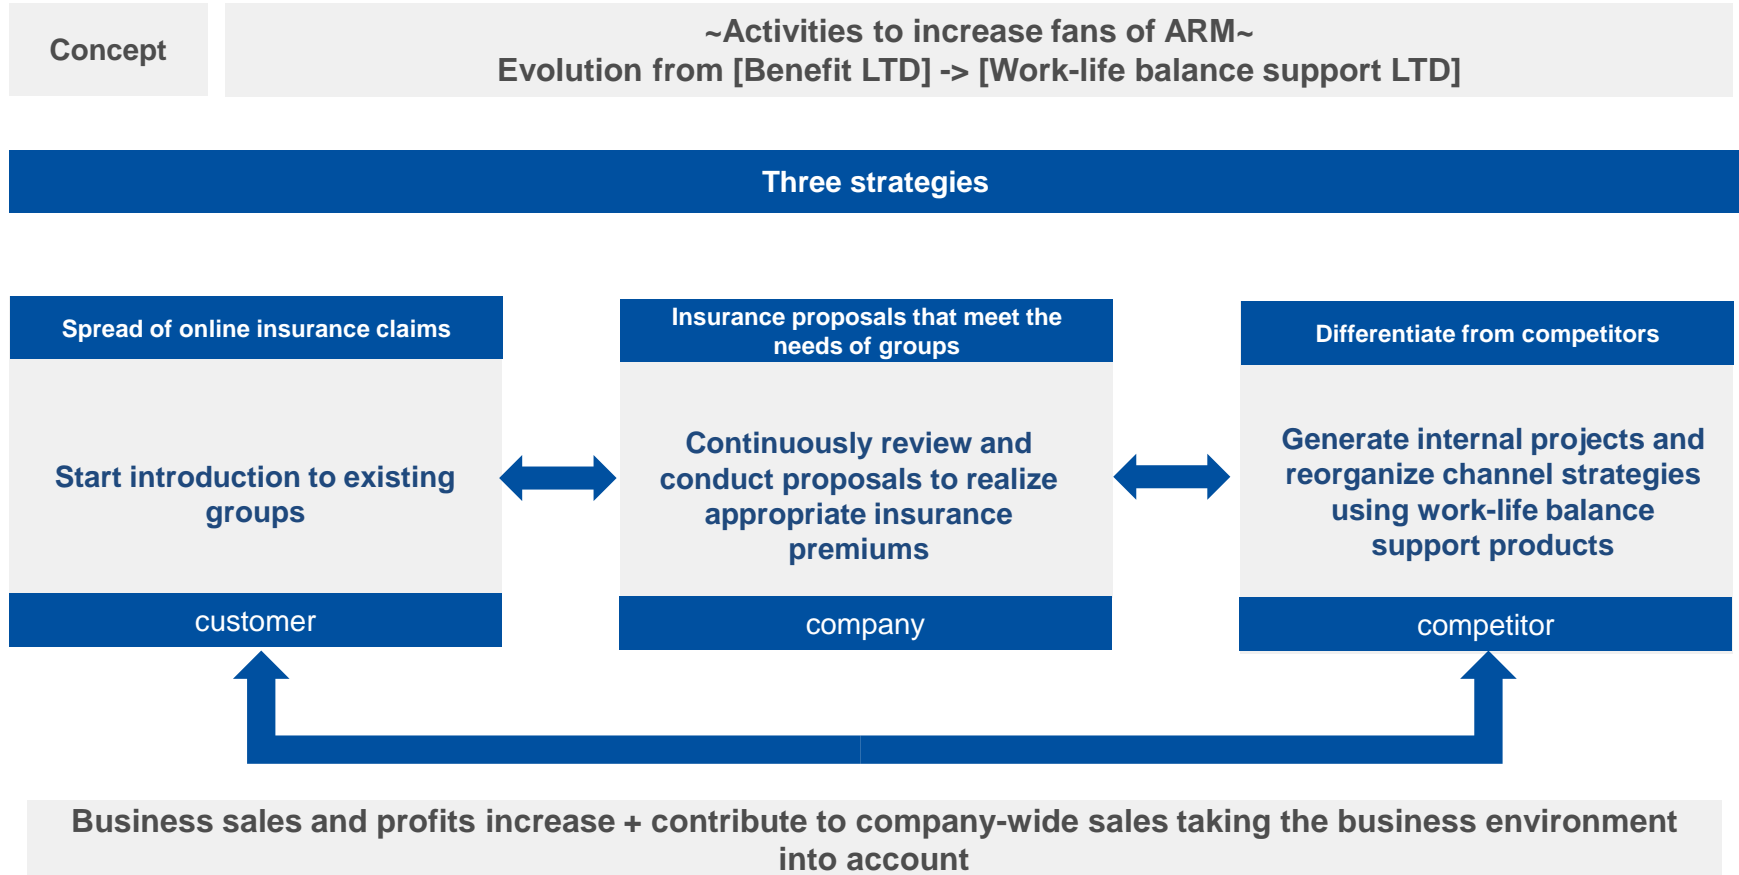 Concept
~Activities to increase fans of ARM~
Evolution from [Benefit LTD] -> [Work-life balance support LTD]
Three strategies
Spread of online insurance claims
Start introduction to existing
groups
customer
Insurance proposals that meet the
needs of groups
Continuously review and
conduct proposals to realize
appropriate insurance
premiums
company
Differentiate from competitors
Generate internal projects and
reorganize channel strategies
using work-life balance
support products
competitor
Business sales and profits increase + contribute to company-wide sales taking the business environment
into account